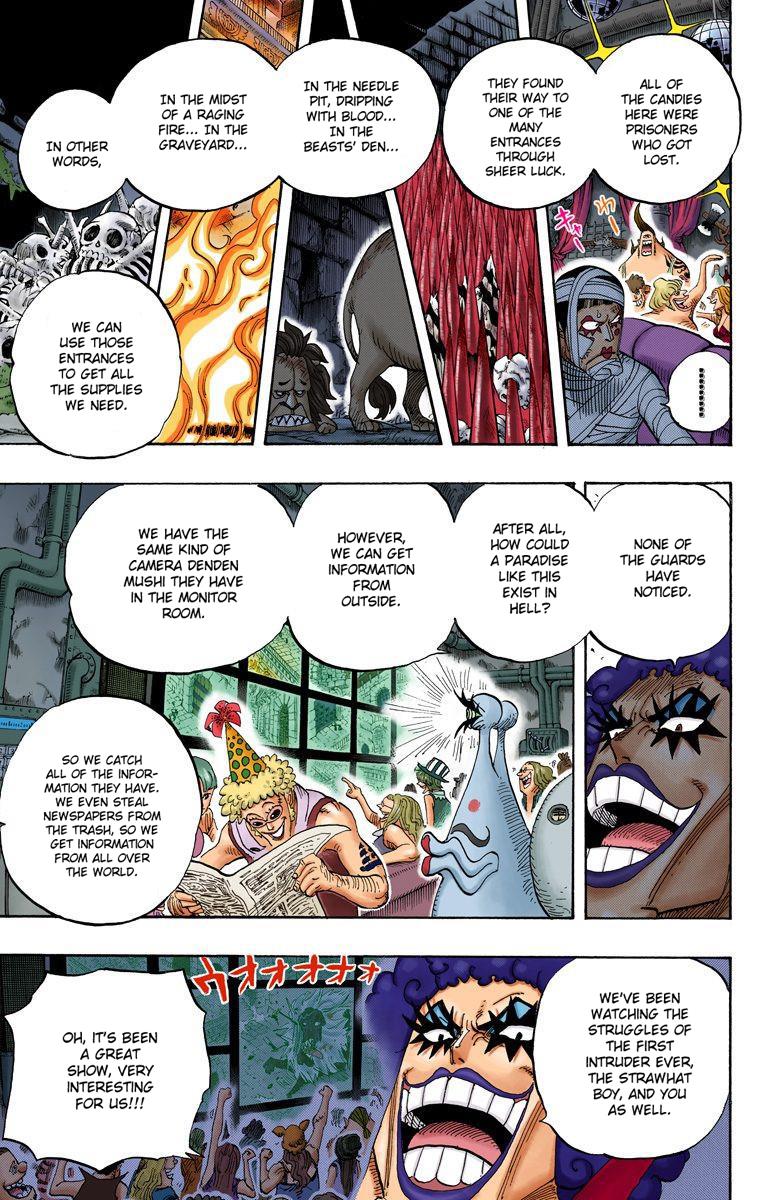 ALL OF
THE CANDIES
HERE WERE
PRISONERS
WHO GOT
LOST.
THEY FOUND
THEIR WAY TO
ONE OF THE
MANY
ENTRANCES
THROUGH
SHEER LUCK.
IN THE NEEDLE
PIT, DRIPPING
WITH BLOOD...
IN THE
BEASTS' DEN...
IN THE MIDST
OF A RAGING
FIRE... IN THE
GRAVEYARD...
IN OTHER
WORDS,
WE CAN
USE THOSE
ENTRANCES
TO GET ALL
THE SUPPLIES
WE NEED.
キャー
わー
NONE OF
THE GUARDS
HAVE
NOTICED.
AFTER ALL,
HOW COULD
A PARADISE
LIKE THIS
EXIST IN
HELL?
HOWEVER,
WE CAN GET
INFORMATION
FROM
OUTSIDE.
WE HAVE THE
SAME KIND OF
CAMERA DENDEN
MUSHI THEY HAVE
IN THE MONITOR
ROOM.
SO WE CATCH
ALL OF THE INFOR-
MATION THEY HAVE.
WE EVEN STEAL
NEWSPAPERS FROM
THE TRASH, SO WE
GET INFORMATION
FROM ALL OVER
THE WORLD.
WE'VE BEEN
WATCHING THE
STRUGGLES OF
THE FIRST
INTRUDER EVER,
THE STRAWHAT
BOY, AND YOU
AS WELL.
ウオオオオォ
OH, IT'S BEEN
A GREAT
SHOW, VERY
INTERESTING
FOR US!!!